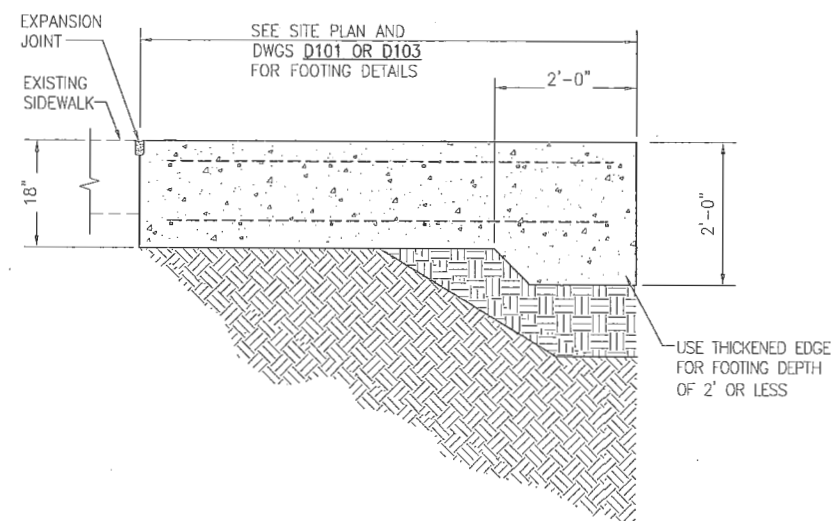 EXPANSION
JOINT
SEE SITE PLAN AND
DWGS D101 OR D103
FOR FOOTING DETAILS
2'-0"
EXISTING
SIDEWALK
18"
2'-0"
USE THICKENED EDGE
FOR FOOTING DEPTH
OF 2' OR LESS